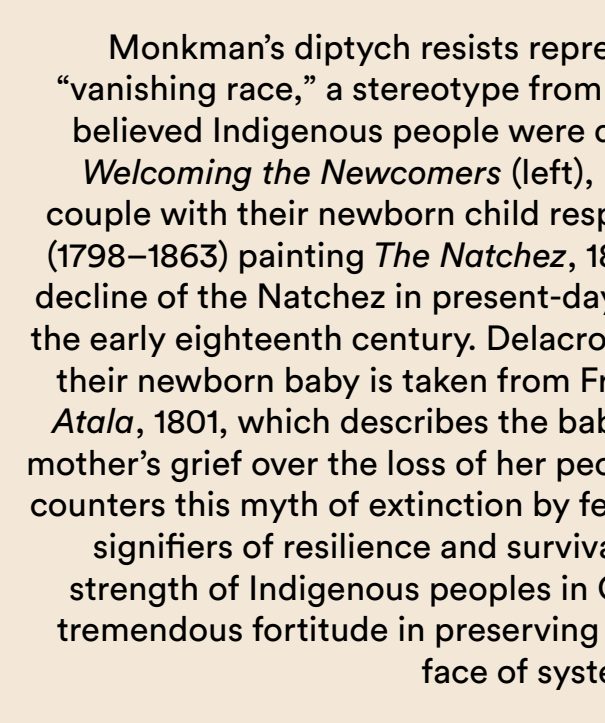 Monkman’s diptych resists repre
“vanishing race,” a stereotype from
believed Indigenous people were
Welcoming the Newcomers (left),
couple with their newborn child resp
(1798–1863) painting The Natchez, 18
decline of the Natchez in present-day
the early eighteenth century. Delacro
their newborn baby is taken from Fr
Atala, 1801, which describes the bab
mother’s grief over the loss of her peo
counters this myth of extinction by fe
signifiers of resilience and surviva
strength of Indigenous peoples in
tremendous fortitude in preserving
face of syste